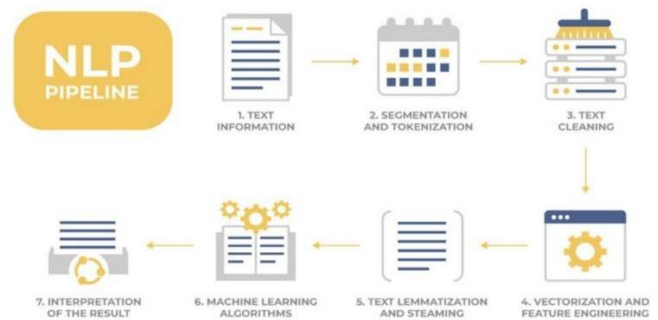 NLP
PIPELINE
1. TEXT
INFORMATION
2. SEGMENTATION
AND TOKENIZATION
3. TEXT
CLEANING
4. VECTORIZATION AND
FEATURE ENGINEERING
5. TEXT LEMMATIZATION
AND STEAMING
6. MACHINE LEARNING
ALGORITHMS
7. INTERPRETATION
OF THE RESULT